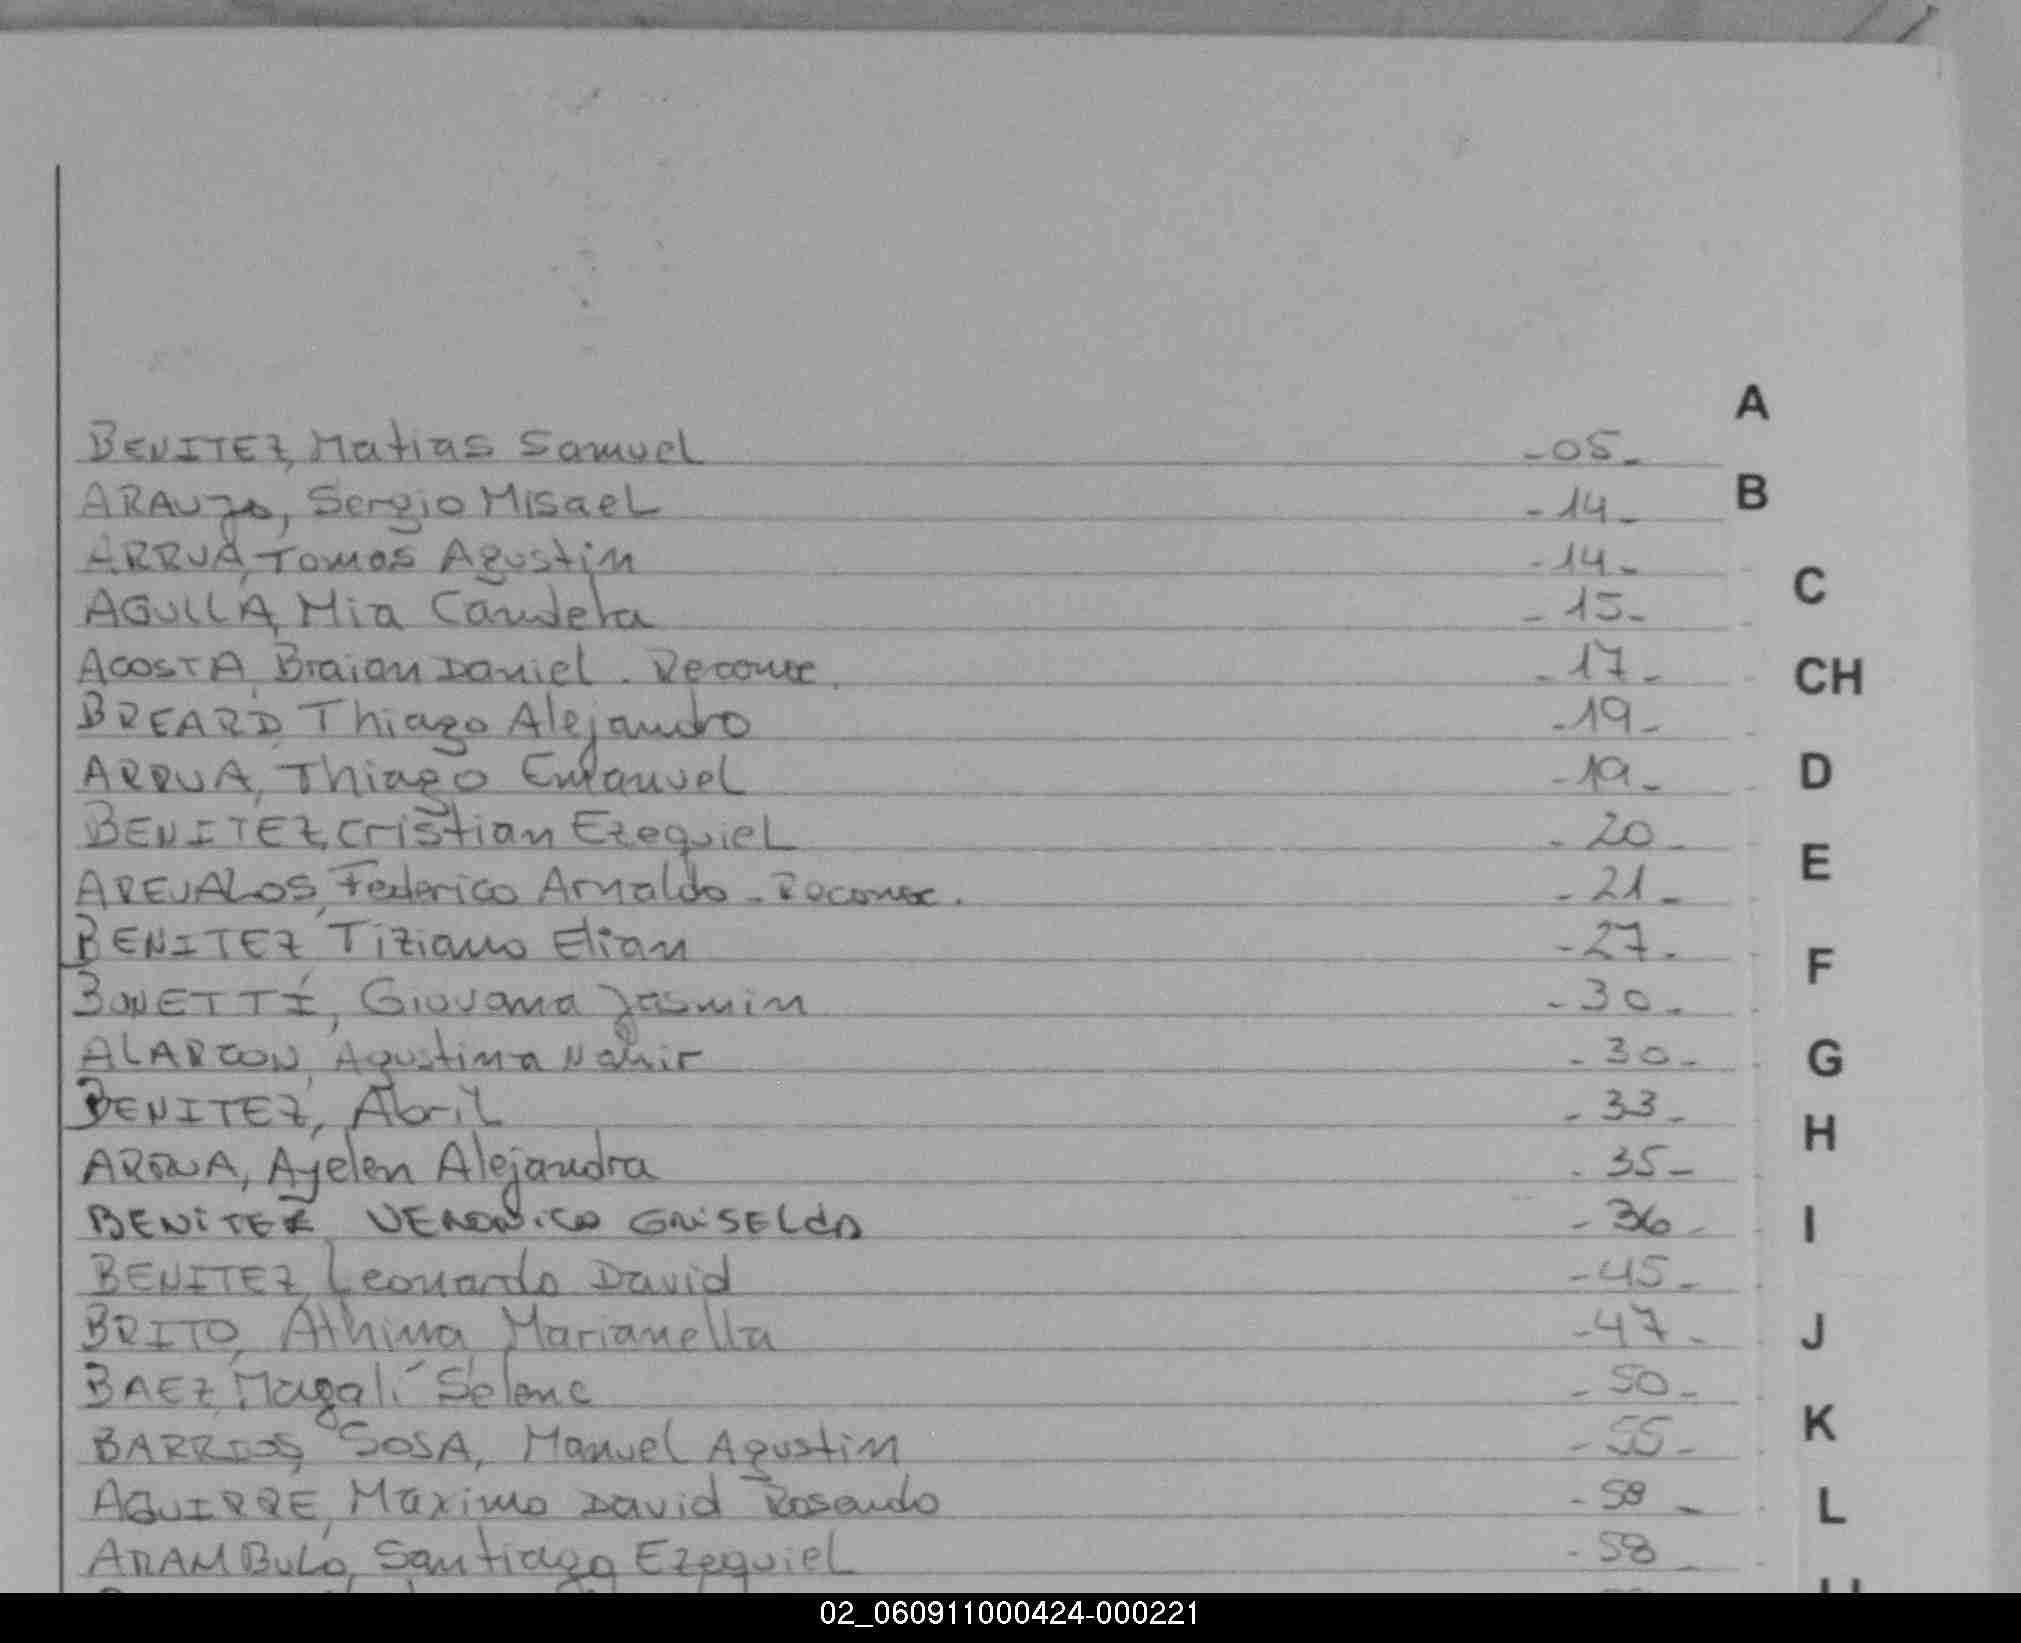 A
BENITEZ, Matias Samuel -05-
B
ARAUJo, Sergio MisaeL -14-
ARRUA, Tomas Agustin -14-
C
AGUILLA, Mia Candela -15-
ACOSTA, Braian Daniel. Reconoc. -17-
CH
BREARD, Thiago Alejandro -19-
ARRUA, Thiago Emanuel -19-
D
BENITEZ, Cristian EzequieL -20-
E
AREVALOS, Federico Arnaldo - Reconoc. -21-
BENITEZ, Tiziano Elian -27-
F
BONETTI, Giovana Jasmin -30-
ALARCON, Agustina Nahir -30-
G
BENITEZ, Abril -33-
H
ARRUA, Ayelen Alejandra -35-
BENITEZ VERONICA GRISELDA -36-
I
BENITEZ, Leonardo David -45-
BRITO, Athina Marianella -47-
J
BAEZ, Magalí Selene -50-
K
BARRIOS SOSA, Manuel Agustin -55-
AGUIRRE, Maximo David Rosendo -58-
L
ARAMBULO, Santiago Ezequiel -58-
02_060911000424-000221